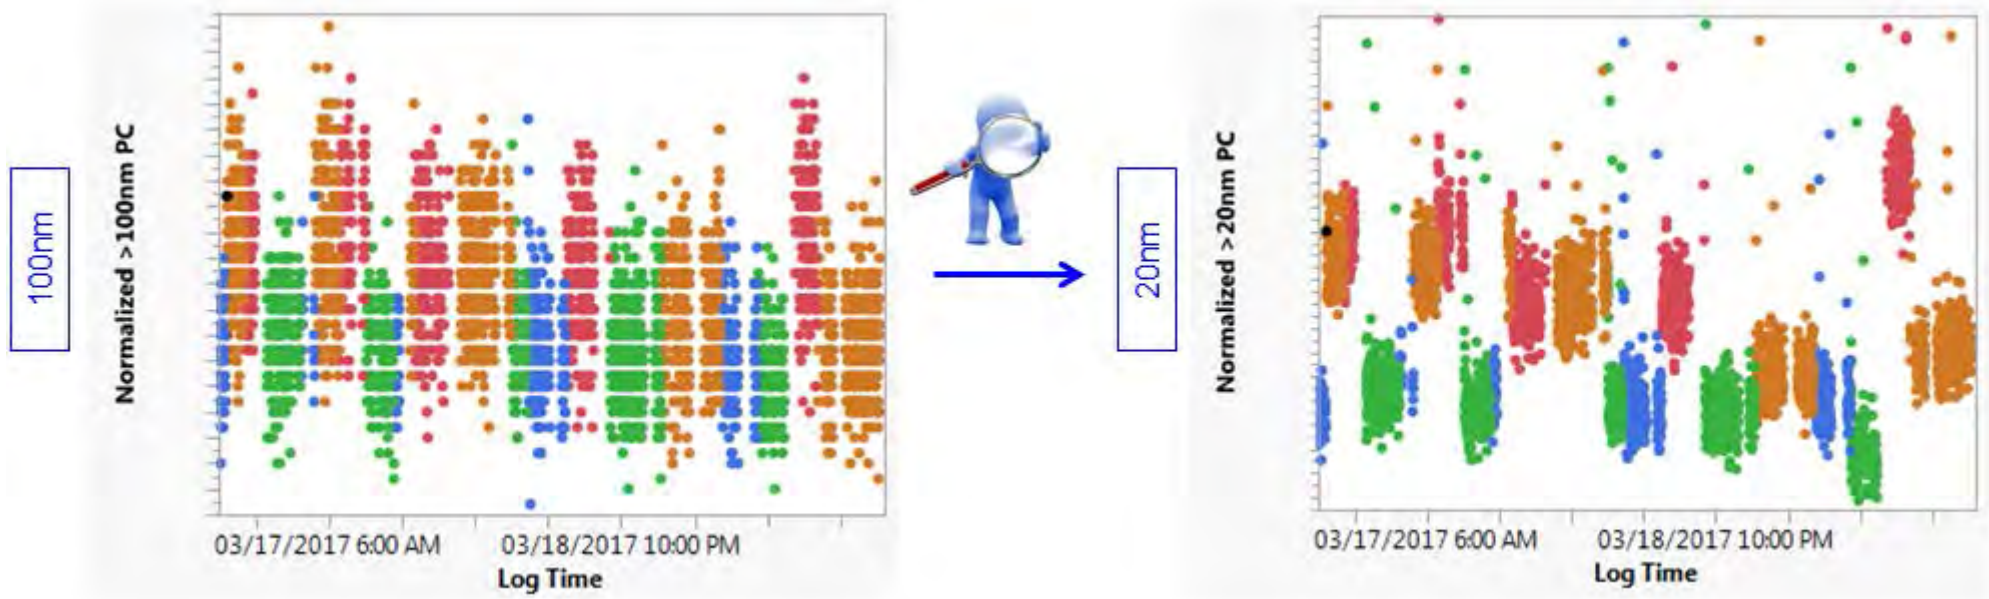 100nm
Normalized >100nm PC
03/17/2017 6:00 AM
03/18/2017 10:00 PM
Log Time
20nm
Normalized >20nm PC
03/17/2017 6:00 AM
03/18/2017 10:00 PM
Log Time